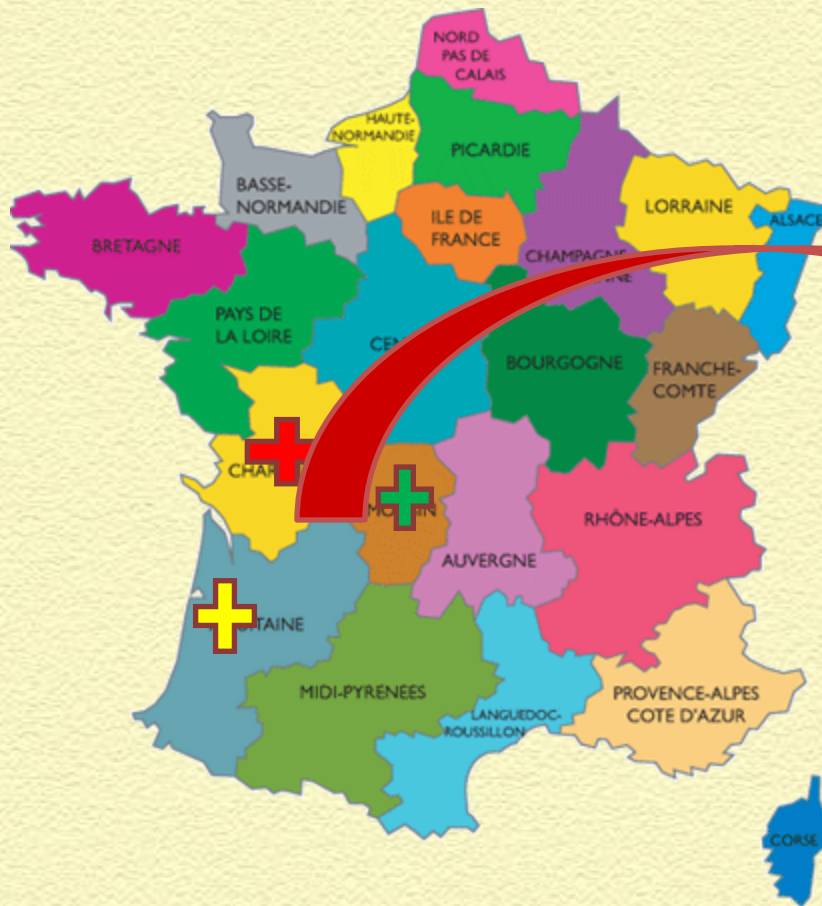 NORD
PAS DE
CALAIS
HAUTE-
NORMANDIE
PICARDIE
BASSE-
NORMANDIE
ILE DE
FRANCE
LORRAINE
ALSACE
BRETAGNE
CHAMPAGNE
PAYS DE
LA LOIRE
BOURGOGNE
FRANCHE-
COMTE
RHÔNE-ALPES
AUVERGNE
MIDI-PYRENÉES
LANGUEDOC-
ROUSSILLON
PROVENCE-ALPES
COTE D'AZUR
CORSE